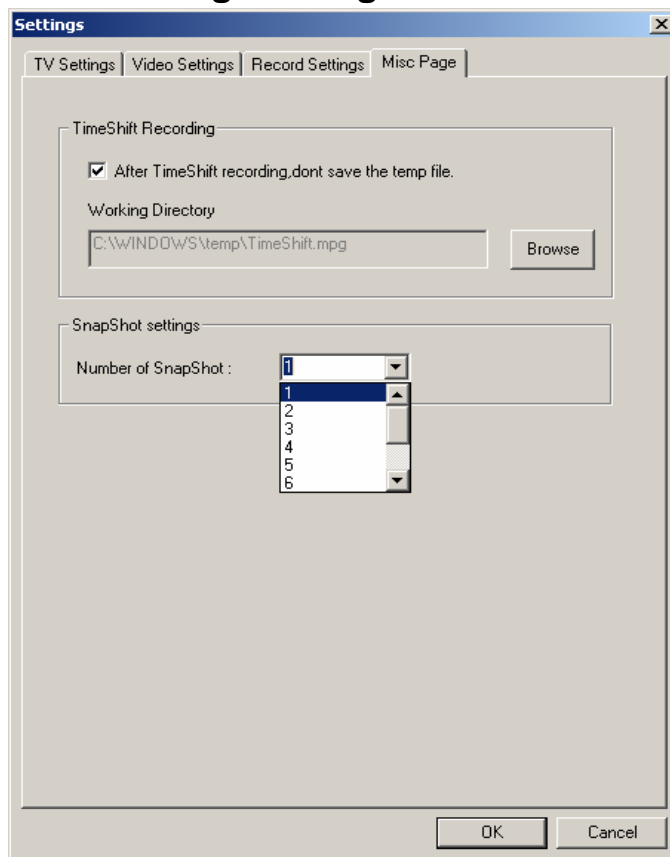 Settings
TV Settings Video Settings Record Settings Misc Page
TimeShift Recording
After TimeShift recording,dont save the temp file.
Working Directory
C:\WINDOWS\temp\TimeShift.mpg Browse
SnapShot settings
Number of SnapShot : 1
1
2
3
4
5
6
OK Cancel